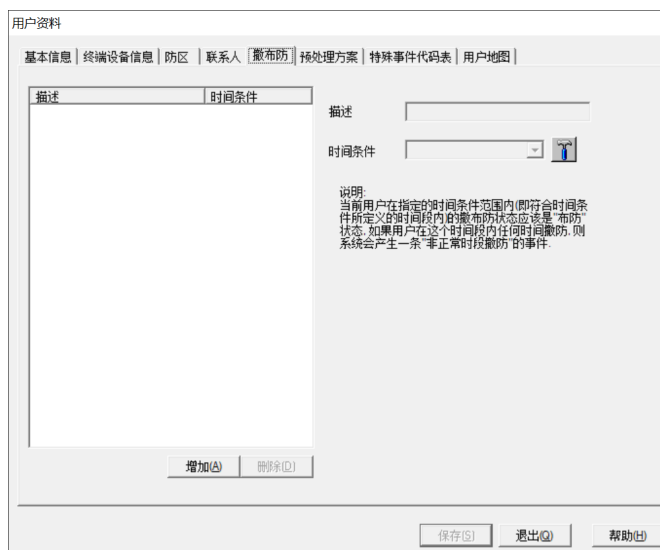 用户资料
基本信息 终端设备信息 防区 联系人 撤布防 预处理方案 特殊事件代码表 用户地图
描述 时间条件
描述
时间条件
说明:
当前用户在指定的时间条件范围内(即符合时间条
件所定义的时间段内)的撤布防状态应该是"布防"
状态, 如果用户在这个时间段内任何时间撤防, 则
系统会产生一条"非正常时段撤防"的事件.
增加(A) 删除(D)
保存(S) 退出(Q) 帮助(H)